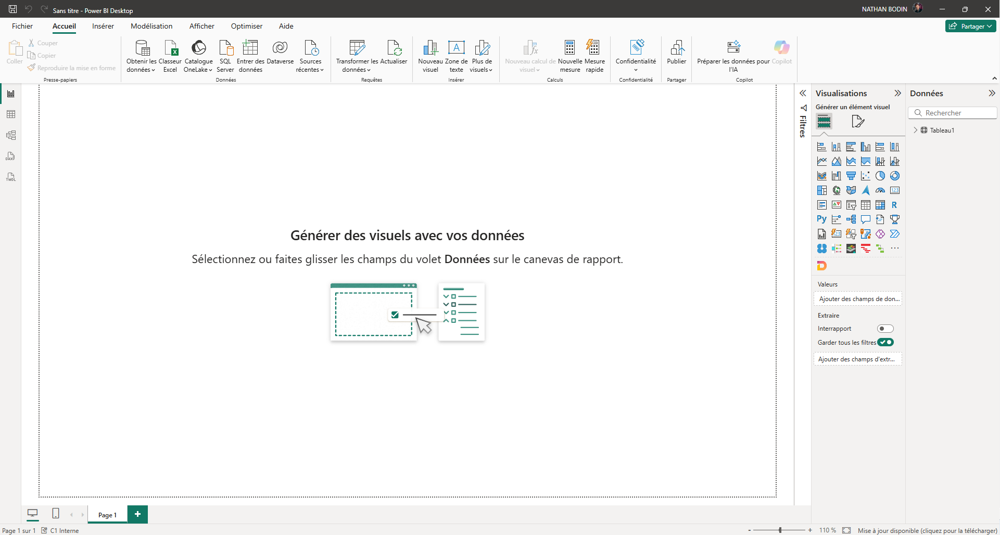 Sans titre - Power BI Desktop
NATHAN BODIN
Fichier
Accueil
Insérer
Modélisation
Afficher
Optimiser
Aide
Partager
Coller
Couper
Copier
Reproduire la mise en forme
Presse-papiers
Obtenir les
données
Classeur
Excel
Catalogue
OneLake
SQL
Server
Entrer des
données
Dataverse
Sources
récentes
Données
Transformer les
données
Actualiser
Requêtes
Nouveau
visuel
Zone de
texte
Plus de
visuels
Insérer
Nouveau calcul de
visuel
Nouvelle
mesure
Mesure
rapide
Calculs
Confidentialité
Confidentialité
Publier
Partager
Préparer les données pour
l'IA
Copilot
Copilot
DAX
TMDL
Générer des visuels avec vos données
Sélectionnez ou faites glisser les champs du volet Données sur le canevas de rapport.
Filtres
Visualisations
Générer un élément visuel
123
R
Py
123
Valeurs
Ajouter des champs de don...
Extraire
Interrapport
Garder tous les filtres
Ajouter des champs d'extr...
Données
Rechercher
Tableau1
Page 1
Page 1 sur 1
C1 Interne
110 %
Mise à jour disponible (cliquez pour la télécharger)